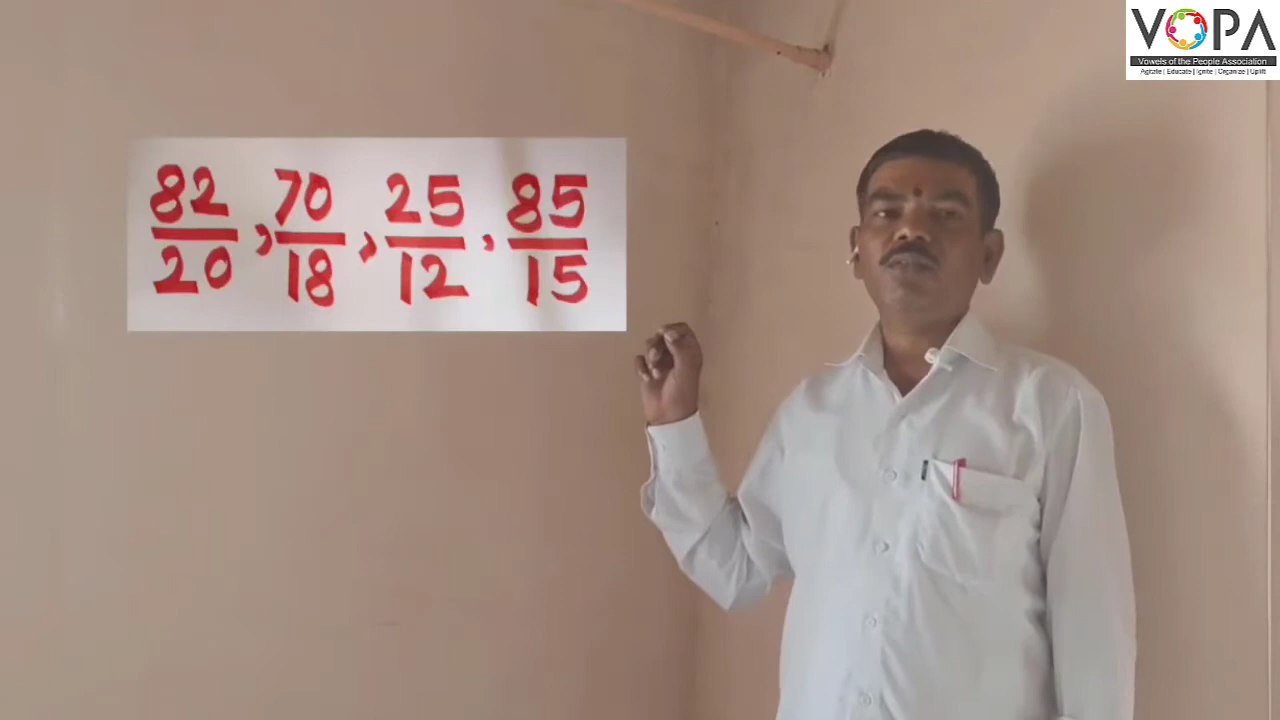 VOPA
Vowels of the People Association
Agitate | Educate | Ignite | Organize | Uplift
82/20, 70/18, 25/12, 85/15